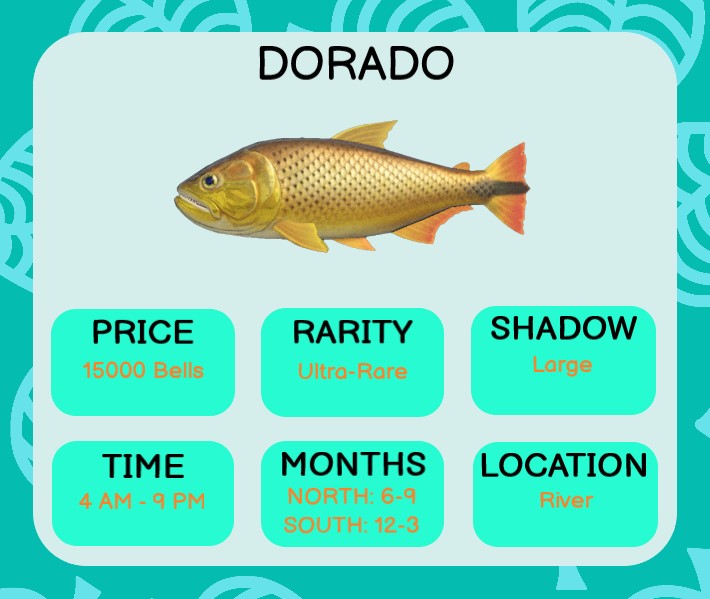 DORADO
PRICE
15000 Bells
RARITY
Ultra-Rare
SHADOW
Large
TIME
4 AM - 9 PM
MONTHS
NORTH: 6-9
SOUTH: 12-3
LOCATION
River